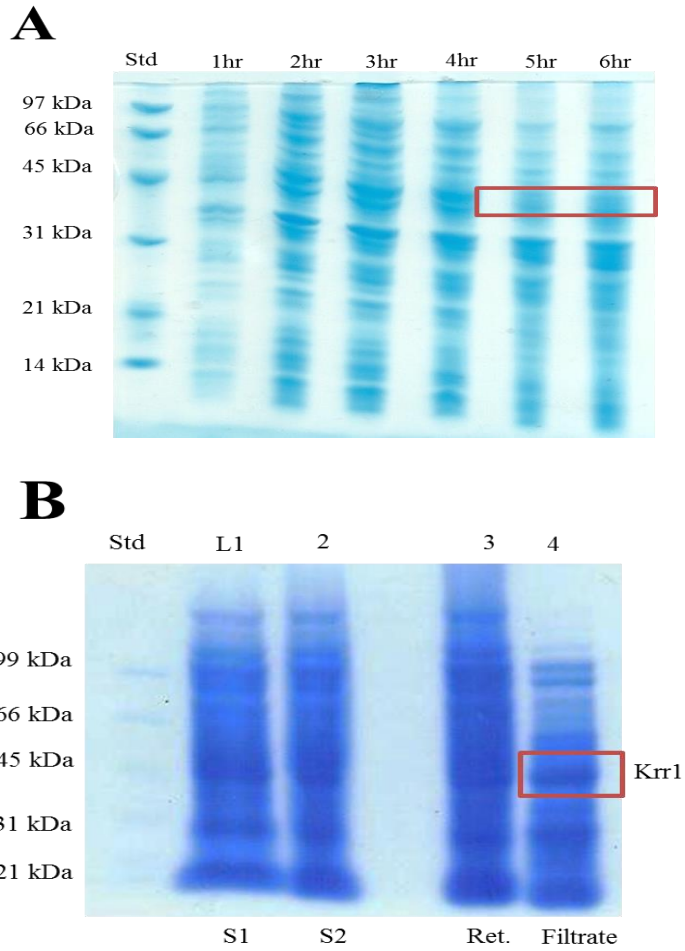 A
Std 1hr 2hr 3hr 4hr 5hr 6hr
97 kDa
66 kDa
45 kDa
31 kDa
21 kDa
14 kDa
B
Std L1 2 3 4
99 kDa
66 kDa
45 kDa
Krr1
31 kDa
21 kDa
S1 S2 Ret. Filtrate